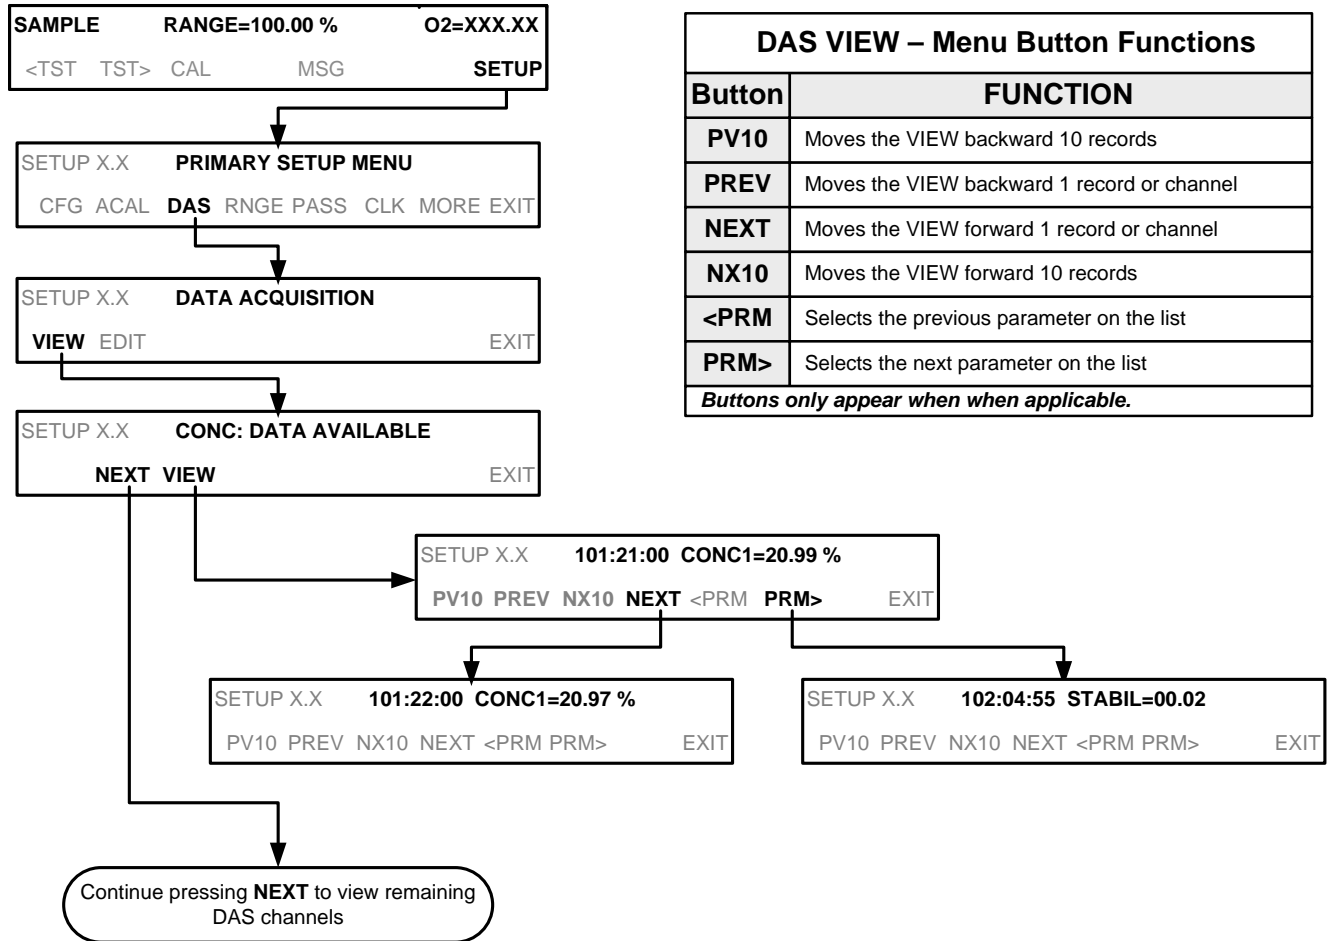 SAMPLE RANGE=100.00 % O2=XXX.XX
<TST TST> CAL MSG SETUP
SETUP X.X PRIMARY SETUP MENU
CFG ACAL DAS RNGE PASS CLK MORE EXIT
SETUP X.X DATA ACQUISITION
VIEW EDIT EXIT
SETUP X.X CONC: DATA AVAILABLE
NEXT VIEW EXIT
SETUP X.X 101:21:00 CONC1=20.99 %
PV10 PREV NX10 NEXT <PRM PRM> EXIT
SETUP X.X 101:22:00 CONC1=20.97 %
PV10 PREV NX10 NEXT <PRM PRM> EXIT
SETUP X.X 102:04:55 STABIL=00.02
PV10 PREV NX10 NEXT <PRM PRM> EXIT
Continue pressing NEXT to view remaining
DAS channels
DAS VIEW – Menu Button Functions
Button FUNCTION
PV10 Moves the VIEW backward 10 records
PREV Moves the VIEW backward 1 record or channel
NEXT Moves the VIEW forward 1 record or channel
NX10 Moves the VIEW forward 10 records
<PRM Selects the previous parameter on the list
PRM> Selects the next parameter on the list
Buttons only appear when when applicable.